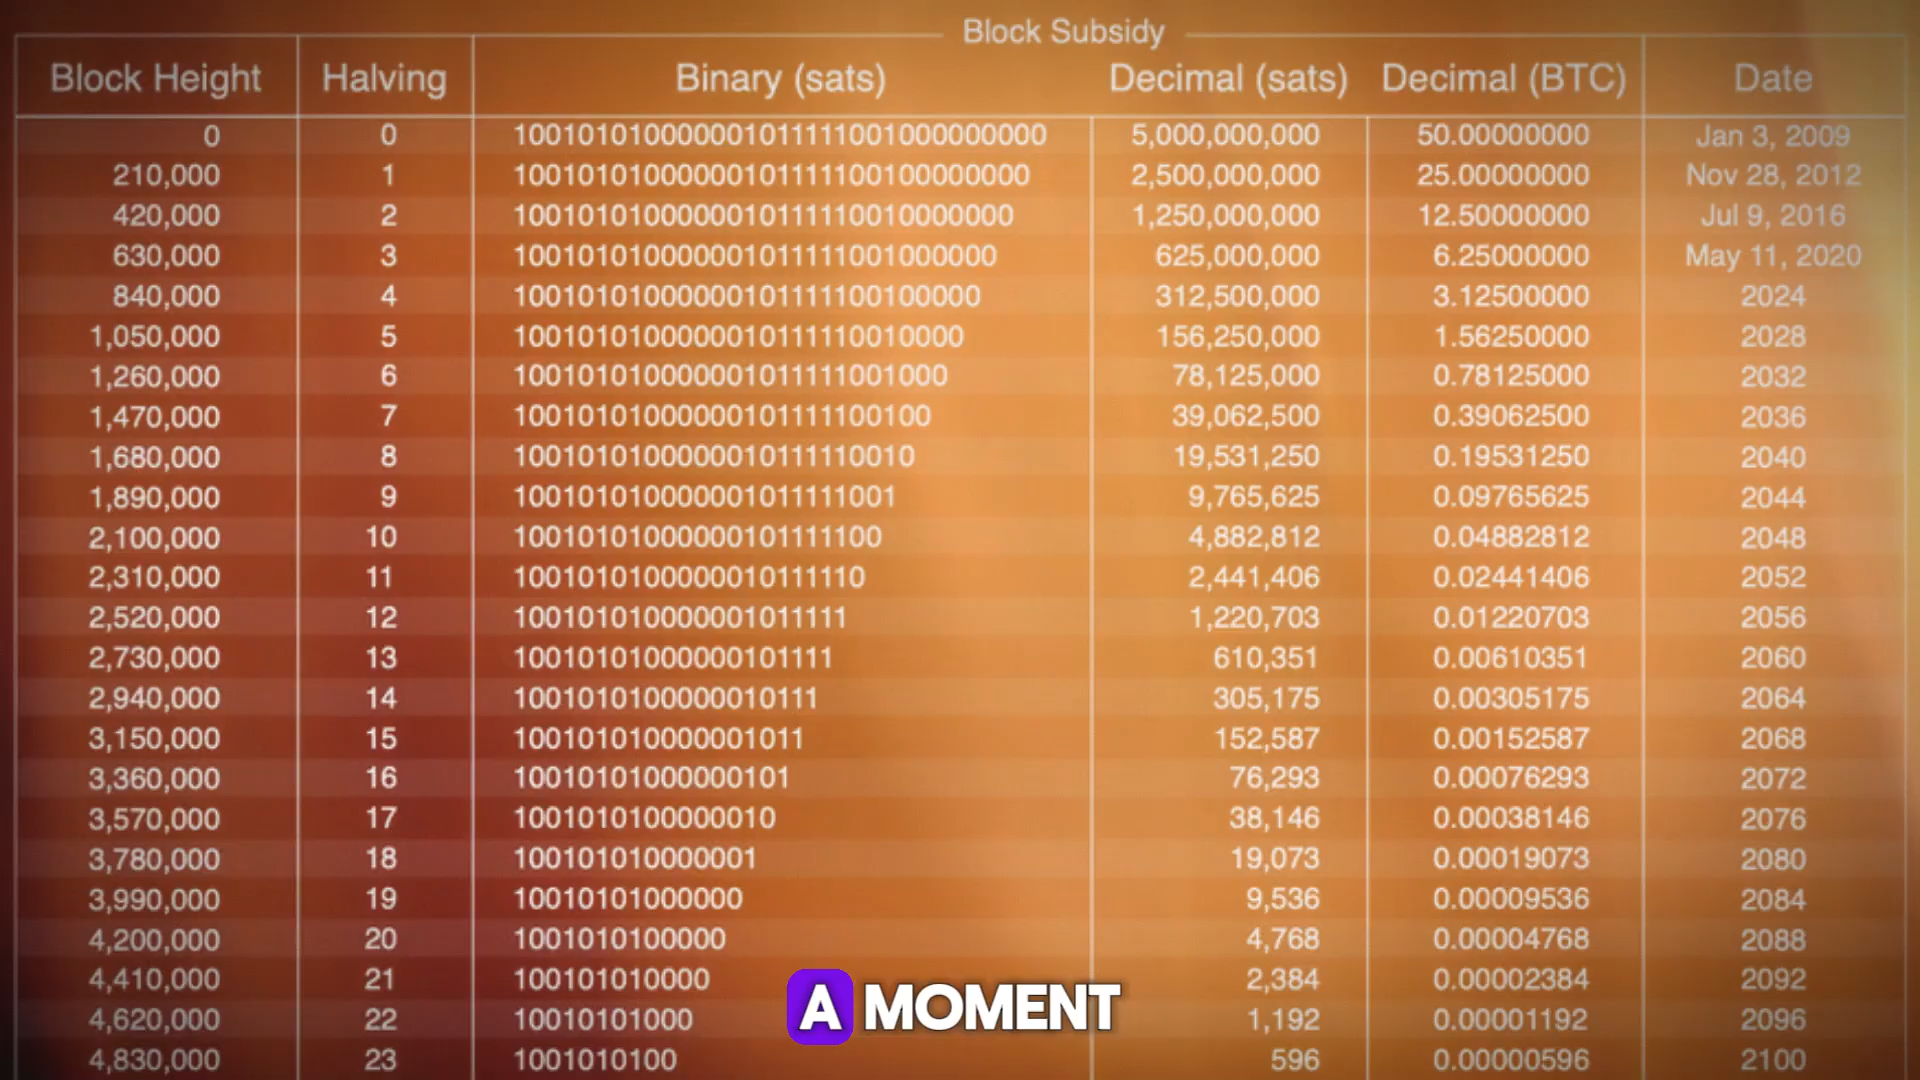 Block Subsidy
Block Height Halving Binary (sats) Decimal (sats) Decimal (BTC) Date
0 0 100101010000001011111001000000000 5,000,000,000 50.00000000 Jan 3, 2009
210,000 1 10010101000000101111100100000000 2,500,000,000 25.00000000 Nov 28, 2012
420,000 2 1001010100000010111110010000000 1,250,000,000 12.50000000 Jul 9, 2016
630,000 3 100101010000001011111001000000 625,000,000 6.25000000 May 11, 2020
840,000 4 10010101000000101111100100000 312,500,000 3.12500000 2024
1,050,000 5 1001010100000010111110010000 156,250,000 1.56250000 2028
1,260,000 6 100101010000001011111001000 78,125,000 0.78125000 2032
1,470,000 7 10010101000000101111100100 39,062,500 0.39062500 2036
1,680,000 8 1001010100000010111110010 19,531,250 0.19531250 2040
1,890,000 9 100101010000001011111001 9,765,625 0.09765625 2044
2,100,000 10 10010101000000101111100 4,882,812 0.04882812 2048
2,310,000 11 1001010100000010111110 2,441,406 0.02441406 2052
2,520,000 12 100101010000001011111 1,220,703 0.01220703 2056
2,730,000 13 10010101000000101111 610,351 0.00610351 2060
2,940,000 14 1001010100000010111 305,175 0.00305175 2064
3,150,000 15 100101010000001011 152,587 0.00152587 2068
3,360,000 16 10010101000000101 76,293 0.00076293 2072
3,570,000 17 1001010100000010 38,146 0.00038146 2076
3,780,000 18 100101010000001 19,073 0.00019073 2080
3,990,000 19 10010101000000 9,536 0.00009536 2084
4,200,000 20 1001010100000 4,768 0.00004768 2088
4,410,000 21 100101010000 2,384 0.00002384 2092
4,620,000 22 10010101000 1,192 0.00001192 2096
4,830,000 23 1001010100 596 0.00000596 2100
A MOMENT